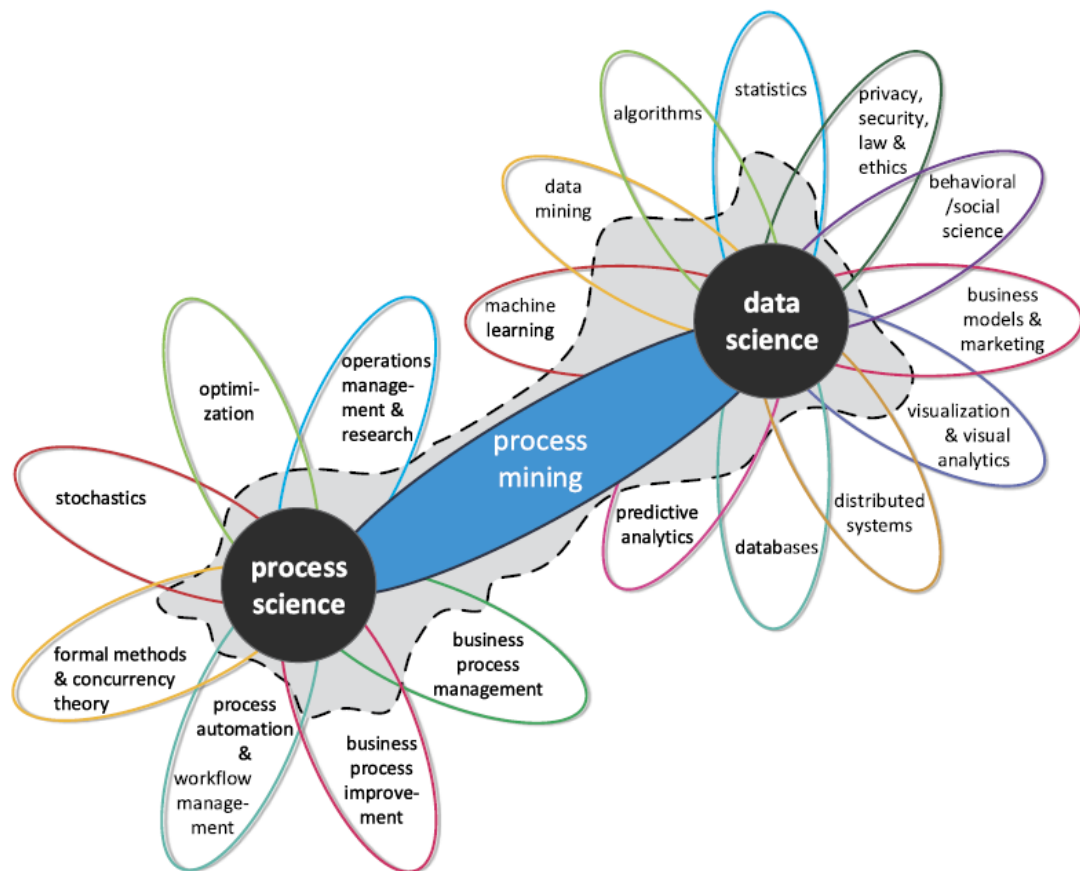 statistics
algorithms
privacy,
security,
law &
ethics
data
mining
behavioral
/social
science
machine
learning
data
science
business
models &
marketing
visualization
& visual
analytics
distributed
systems
databases
predictive
analytics
process
mining
operations
manage-
ment &
research
optimi-
zation
stochastics
process
science
formal methods
& concurrency
theory
process
automation &
workflow
manage-
ment
business
process
improve-
ment
business
process
management